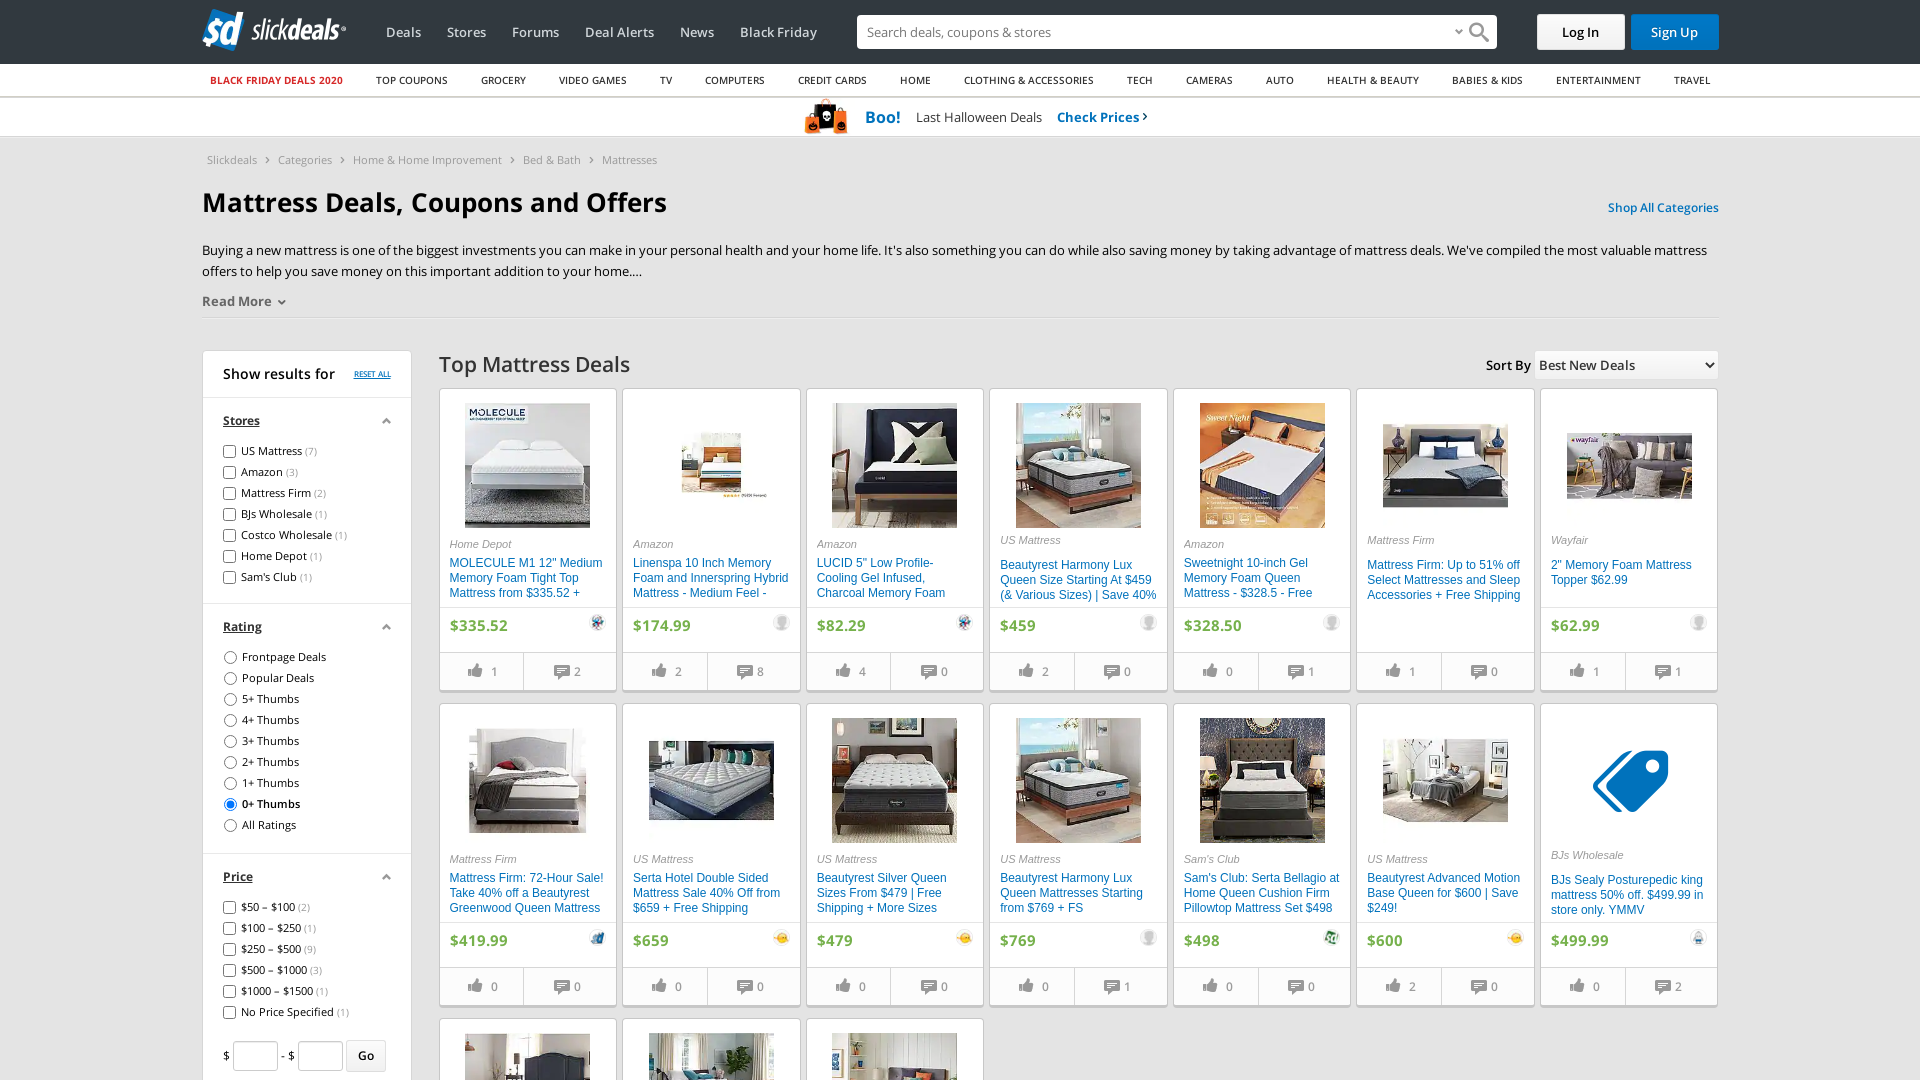 slickdeals
Deals
Stores
Forums
Deal Alerts
News
Black Friday
Search deals, coupons & stores
Log In
Sign Up
BLACK FRIDAY DEALS 2020
TOP COUPONS
GROCERY
VIDEO GAMES
TV
COMPUTERS
CREDIT CARDS
HOME
CLOTHING & ACCESSORIES
TECH
CAMERAS
AUTO
HEALTH & BEAUTY
BABIES & KIDS
ENTERTAINMENT
TRAVEL
Boo! Last Halloween Deals Check Prices
Slickdeals
Categories
Home & Home Improvement
Bed & Bath
Mattresses
Mattress Deals, Coupons and Offers
Shop All Categories
Buying a new mattress is one of the biggest investments you can make in your personal health and your home life. It's also something you can do while also saving money by taking advantage of mattress deals. We've compiled the most valuable mattress
offers to help you save money on this important addition to your home....
Read More
Show results for
RESET ALL
Stores
US Mattress (7)
Amazon (3)
Mattress Firm (2)
BJs Wholesale (1)
Costco Wholesale (1)
Home Depot (1)
Sam's Club (1)
Rating
Frontpage Deals
Popular Deals
5+ Thumbs
4+ Thumbs
3+ Thumbs
2+ Thumbs
1+ Thumbs
0+ Thumbs
All Ratings
Price
$50 – $100 (2)
$100 – $250 (1)
$250 – $500 (9)
$500 – $1000 (3)
$1000 – $1500 (1)
No Price Specified (1)
$
- $
Go
Top Mattress Deals
Sort By
Best New Deals
MOLECULE
Home Depot
MOLECULE M1 12" Medium
Memory Foam Tight Top
Mattress from $335.52 +
$335.52
1
2
Amazon
Linenspa 10 Inch Memory
Foam and Innerspring Hybrid
Mattress - Medium Feel -
$174.99
2
8
Amazon
LUCID 5" Low Profile-
Cooling Gel Infused,
Charcoal Memory Foam
$82.29
4
0
US Mattress
Beautyrest Harmony Lux
Queen Size Starting At $459
(& Various Sizes) | Save 40%
$459
2
0
Sweet Night
Amazon
Sweetnight 10-inch Gel
Memory Foam Queen
Mattress - $328.5 - Free
$328.50
0
1
Mattress Firm
Mattress Firm: Up to 51% off
Select Mattresses and Sleep
Accessories + Free Shipping
1
0
wayfair
Wayfair
2" Memory Foam Mattress
Topper $62.99
$62.99
1
1
Mattress Firm
Mattress Firm: 72-Hour Sale!
Take 40% off a Beautyrest
Greenwood Queen Mattress
$419.99
0
0
US Mattress
Serta Hotel Double Sided
Mattress Sale 40% Off from
$659 + Free Shipping
$659
0
0
US Mattress
Beautyrest Silver Queen
Sizes From $479 | Free
Shipping + More Sizes
$479
0
0
US Mattress
Beautyrest Harmony Lux
Queen Mattresses Starting
from $769 + FS
$769
0
1
Sam's Club
Sam's Club: Serta Bellagio at
Home Queen Cushion Firm
Pillowtop Mattress Set $498
$498
0
0
US Mattress
Beautyrest Advanced Motion
Base Queen for $600 | Save
$249!
$600
2
0
BJs Wholesale
BJs Sealy Posturepedic king
mattress 50% off. $499.99 in
store only. YMMV
$499.99
0
2